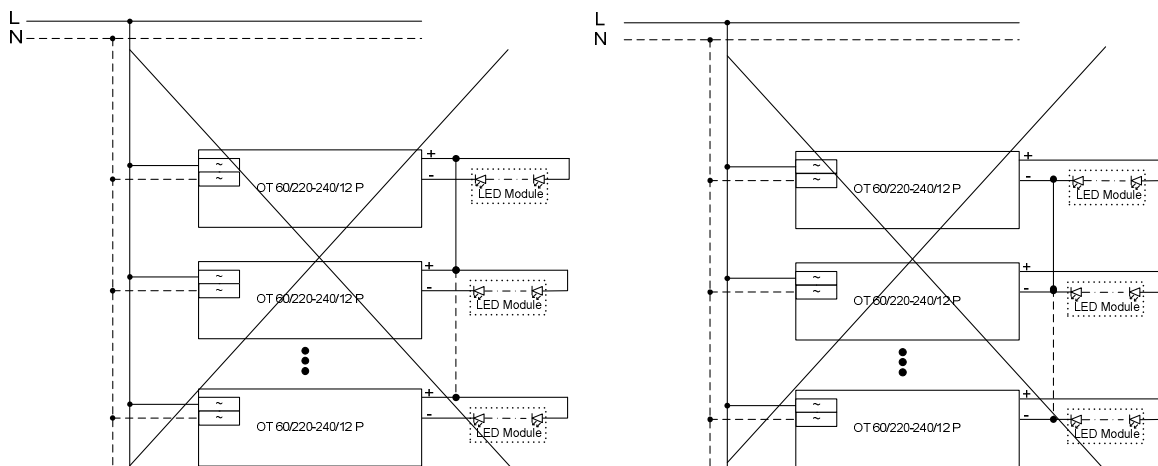 L
N
~
~
OT 60/220-240/12 P
+
-
LED Module
~
~
OT 60/220-240/12 P
+
-
LED Module
~
~
OT 60/220-240/12 P
+
-
LED Module
L
N
~
~
OT 60/220-240/12 P
+
-
LED Module
~
~
OT 60/220-240/12 P
+
-
LED Module
~
~
OT 60/220-240/12 P
+
-
LED Module